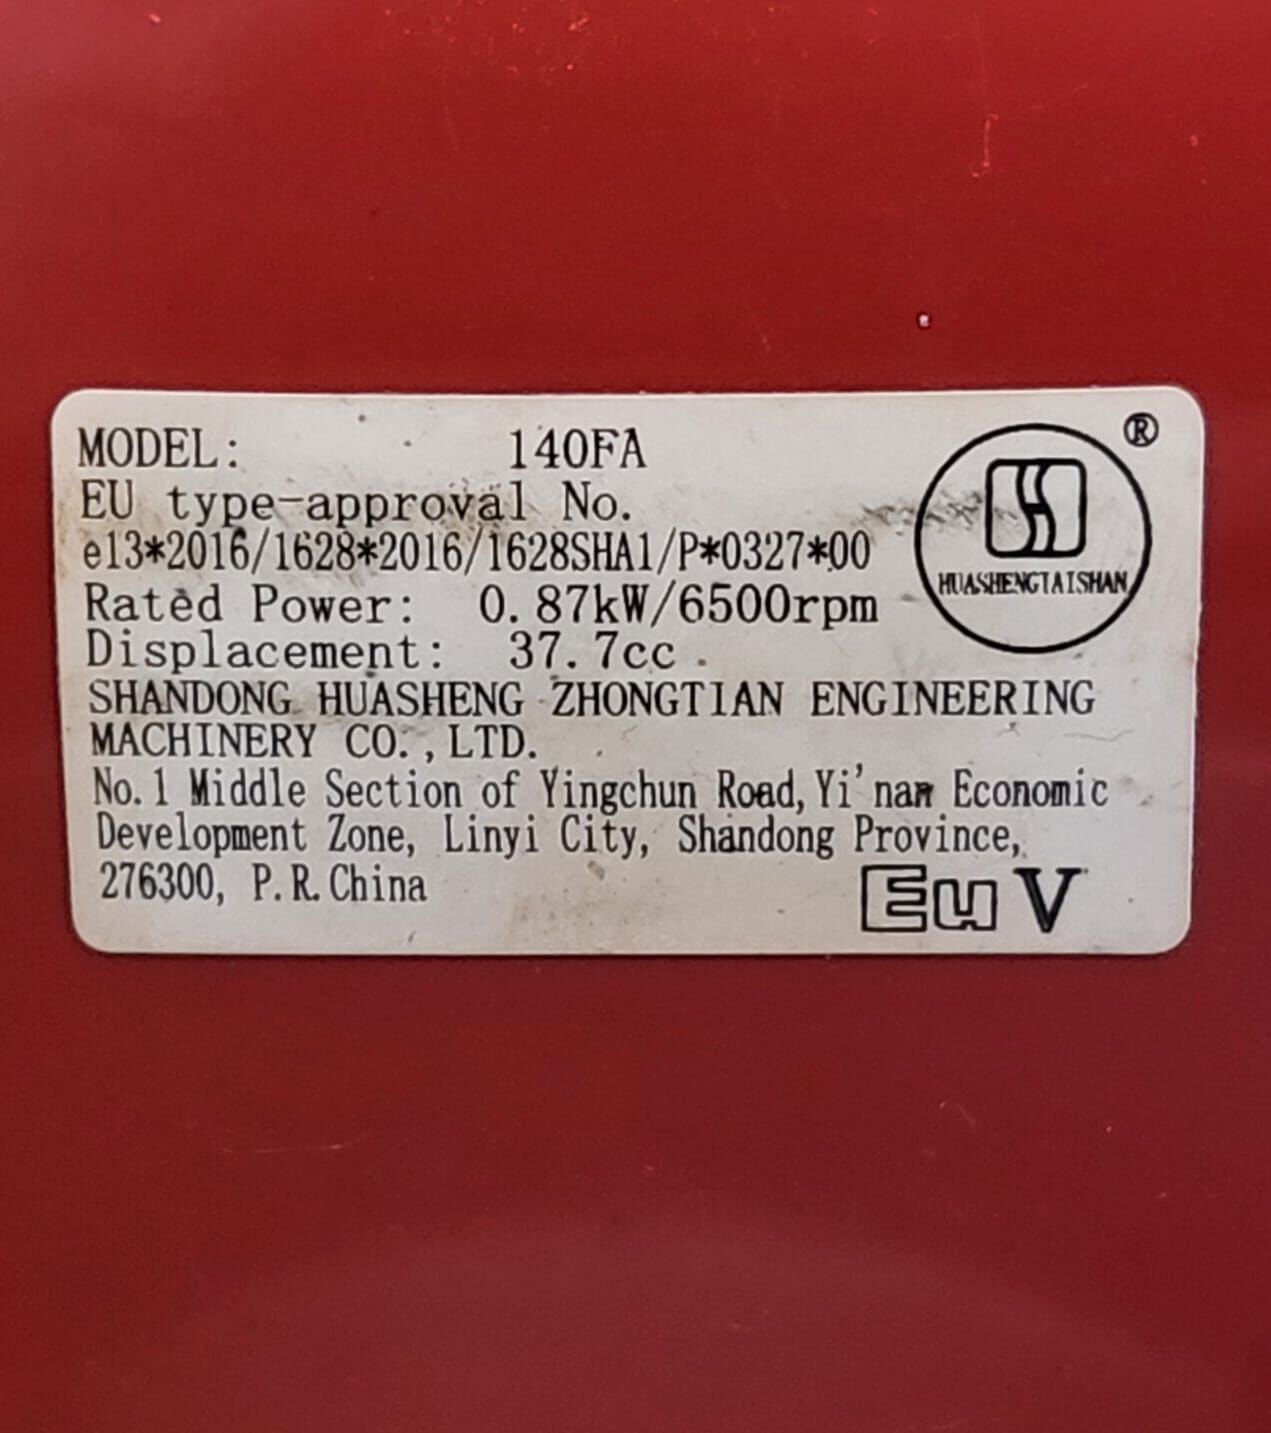 MODEL: 140FA
EU type-approval No.
e13*2016/1628*2016/1628SHA1/P*0327*00
Rated Power: 0.87kW/6500rpm
Displacement: 37.7cc
SHANDONG HUASHENG ZHONGTIAN ENGINEERING
MACHINERY CO.,LTD.
No.1 Middle Section of Yingchun Road,Yi'nan Economic
Development Zone, Linyi City, Shandong Province,
276300, P.R.China
®
HUASHENGTAISHAN
Eu V